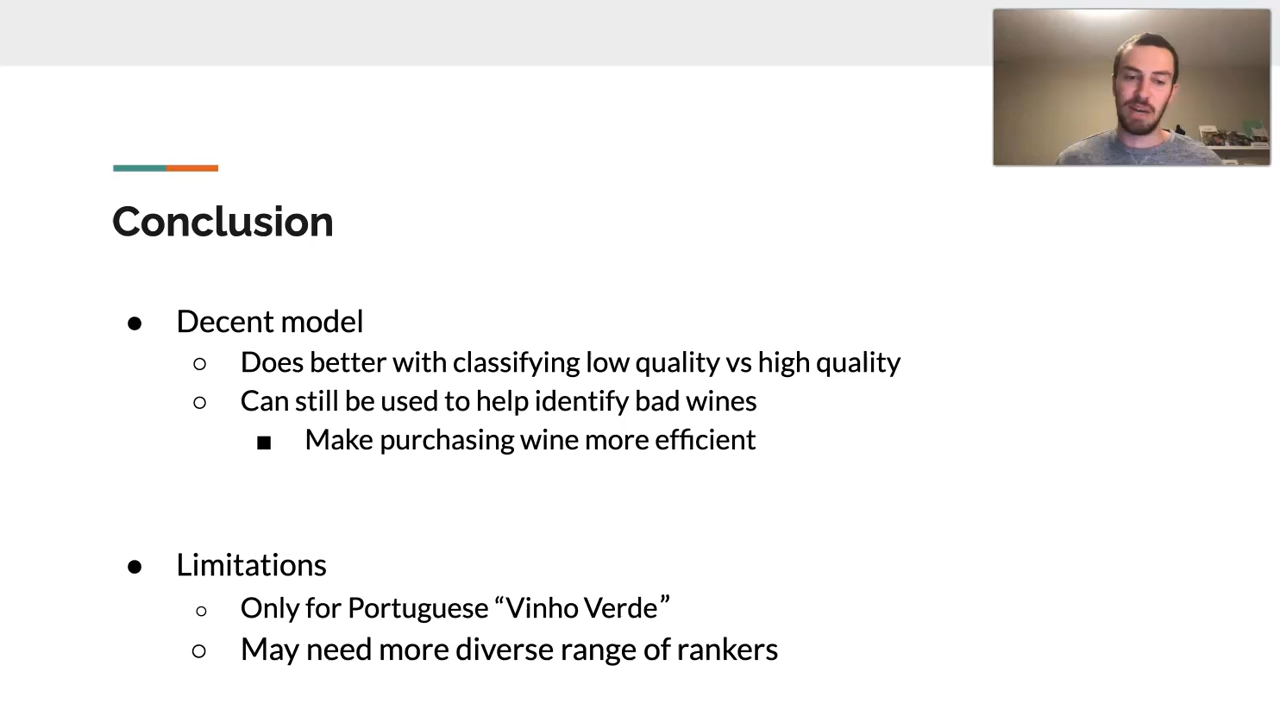 Conclusion
Decent model
Does better with classifying low quality vs high quality
Can still be used to help identify bad wines
Make purchasing wine more efficient
Limitations
Only for Portuguese “Vinho Verde”
May need more diverse range of rankers